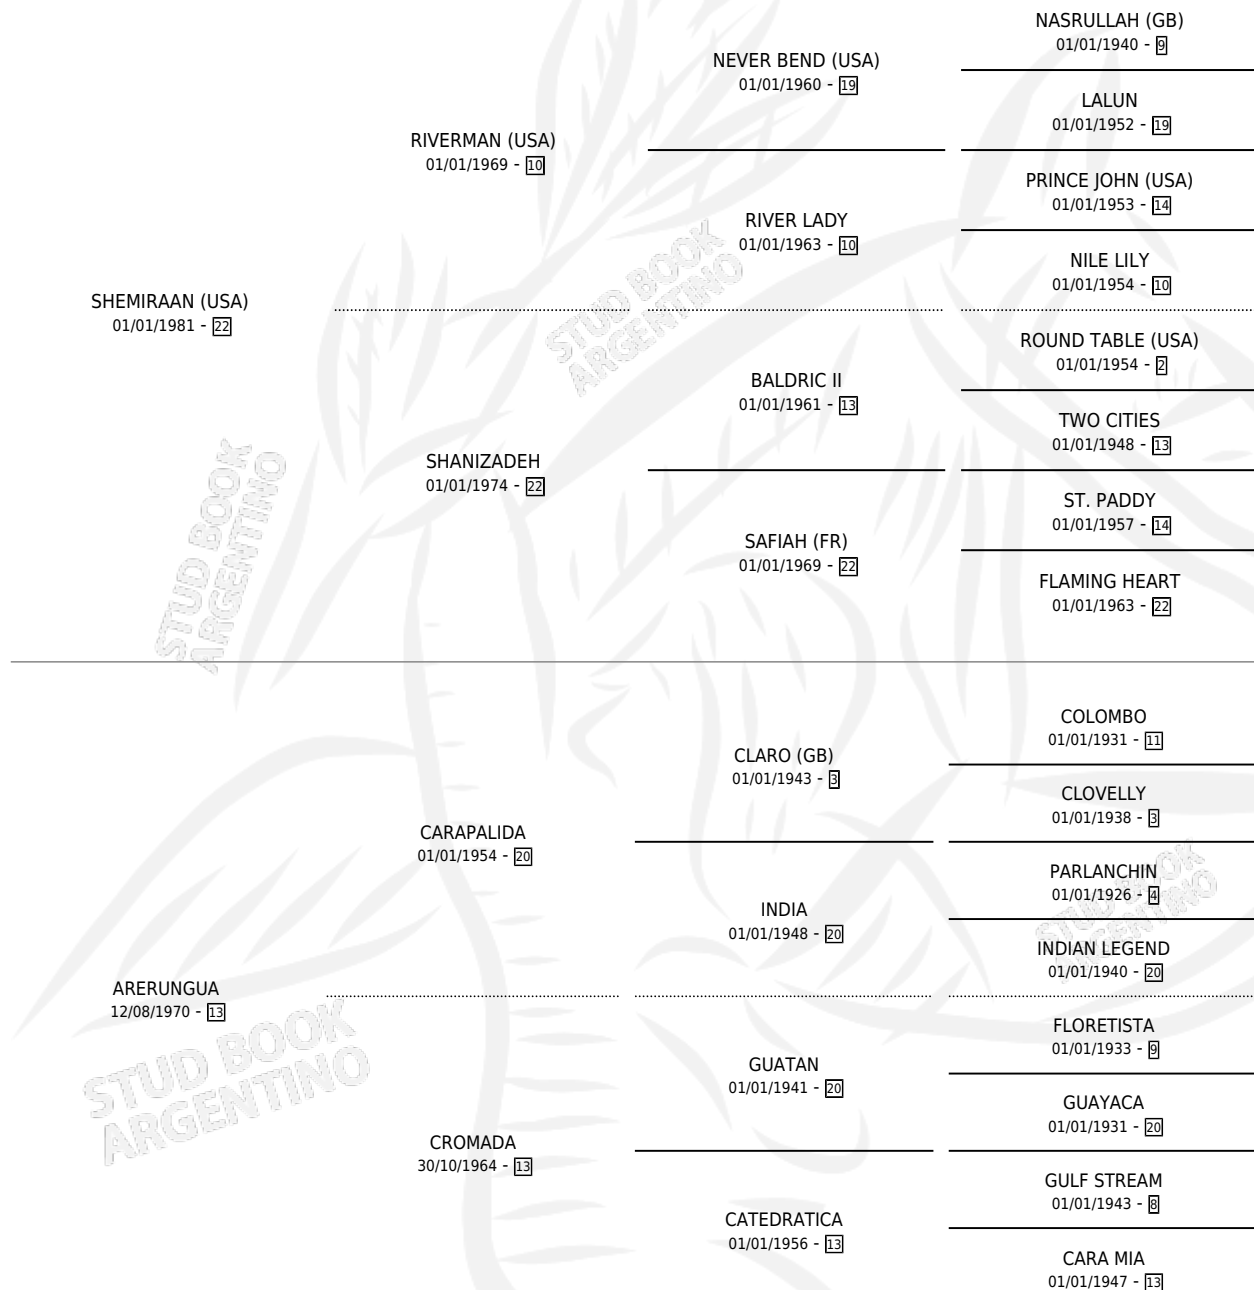 NASRULLAH (GB)
01/01/1940 - 9
NEVER BEND (USA)
01/01/1960 - 19
LALUN
01/01/1952 - 19
RIVERMAN (USA)
01/01/1969 - 10
PRINCE JOHN (USA)
01/01/1953 - 14
RIVER LADY
01/01/1963 - 10
NILE LILY
01/01/1954 - 10
SHEMIRAAN (USA)
01/01/1981 - 22
STUD BOOK
ARGENTINO
ROUND TABLE (USA)
01/01/1954 - 2
BALDRIC II
01/01/1961 - 13
TWO CITIES
01/01/1948 - 13
SHANIZADEH
01/01/1974 - 22
ST. PADDY
01/01/1957 - 14
SAFIAH (FR)
01/01/1969 - 22
FLAMING HEART
01/01/1963 - 22
STUD BOOK
ARGENTINO
COLOMBO
01/01/1931 - 11
CLARO (GB)
01/01/1943 - 3
CLOVELLY
01/01/1938 - 3
CARAPALIDA
01/01/1954 - 20
PARLANCHIN
01/01/1926 - 4
INDIA
01/01/1948 - 20
STUD BOOK
ARGENTINO
INDIAN LEGEND
01/01/1940 - 20
ARERUNGUA
12/08/1970 - 13
STUD BOOK
ARGENTINO
FLORETISTA
01/01/1933 - 9
GUATAN
01/01/1941 - 20
GUAYACA
01/01/1931 - 20
CROMADA
30/10/1964 - 13
GULF STREAM
01/01/1943 - 8
CATEDRATICA
01/01/1956 - 13
CARA MIA
01/01/1947 - 13